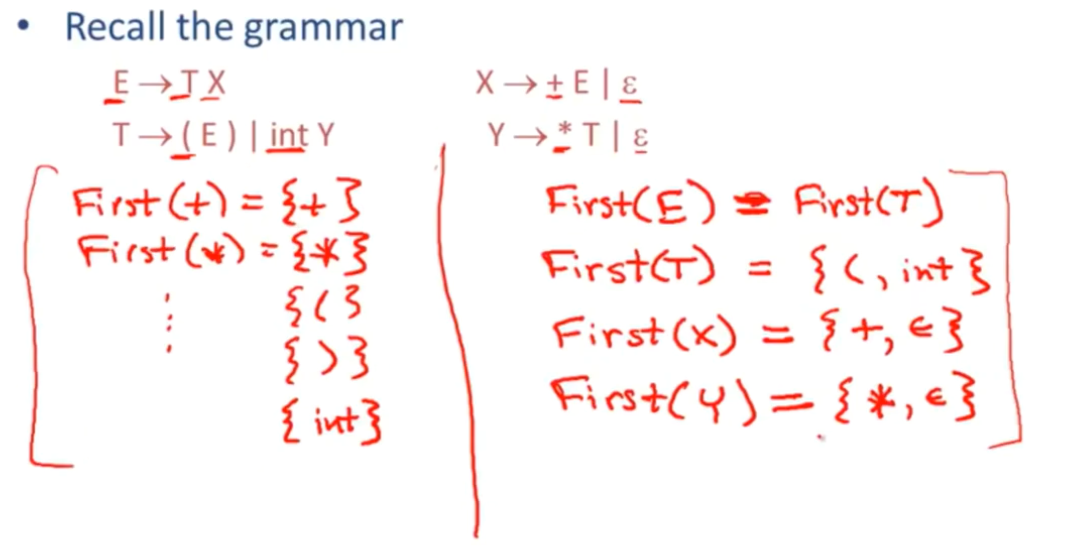 • Recall the grammar
E → T X
X → + E | ε
T → ( E ) | int Y
Y → * T | ε
First(+) = {+}
First(*) = {*}
⋮ {(}
{)}
{int}
First(E) = First(T)
First(T) = {(, int}
First(X) = {+, ϵ}
First(Y) = {*, ϵ}